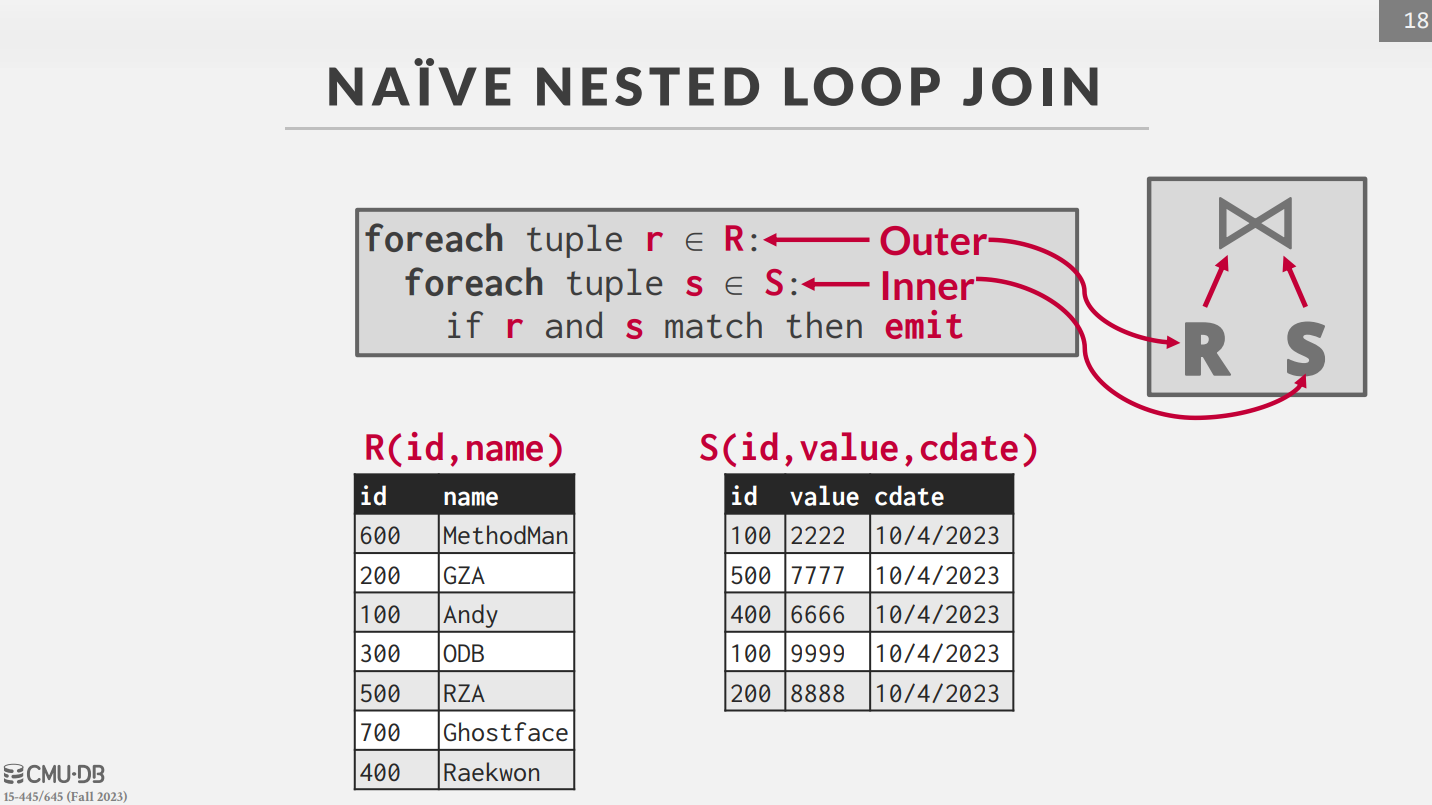 18
NAÏVE NESTED LOOP JOIN
foreach tuple r ∈ R: Outer
foreach tuple s ∈ S: Inner
if r and s match then emit
⋈
R S
R(id,name)
id name
600 MethodMan
200 GZA
100 Andy
300 ODB
500 RZA
700 Ghostface
400 Raekwon
S(id,value,cdate)
id value cdate
100 2222 10/4/2023
500 7777 10/4/2023
400 6666 10/4/2023
100 9999 10/4/2023
200 8888 10/4/2023
CMU·DB
15-445/645 (Fall 2023)